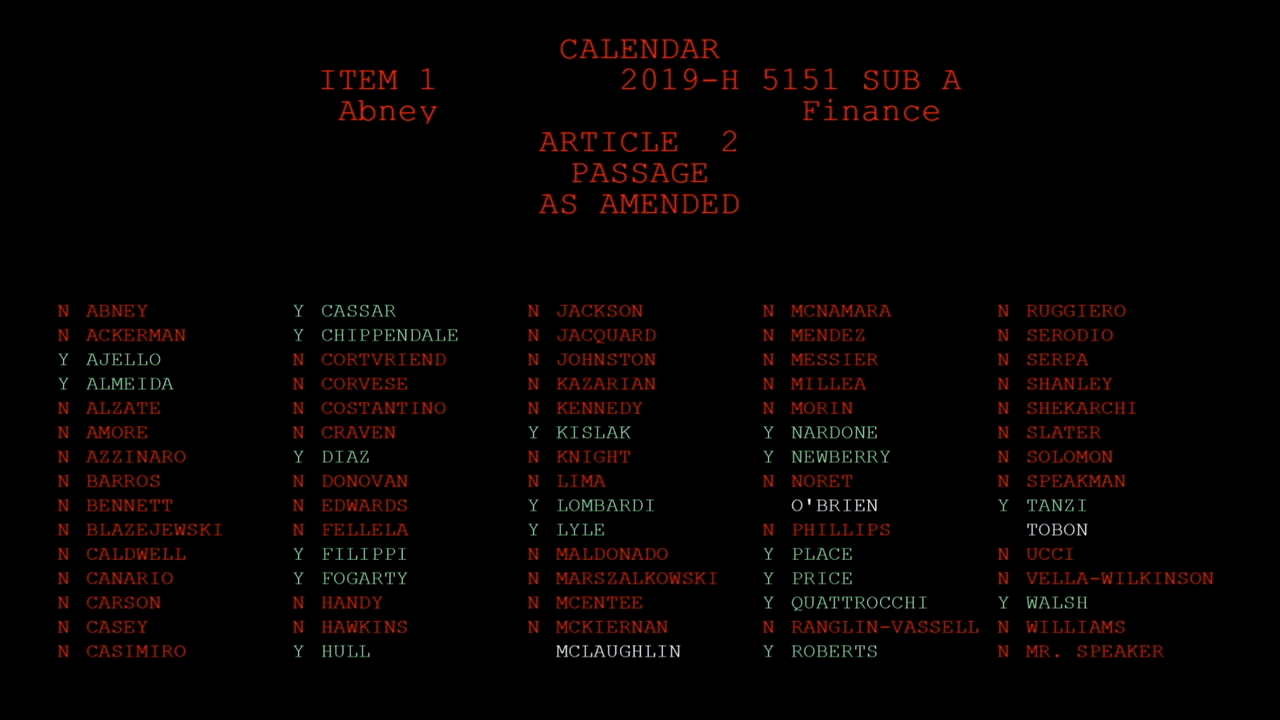 CALENDAR
ITEM 1 2019-H 5151 SUB A
Abney Finance
ARTICLE 2
PASSAGE
AS AMENDED
N ABNEY Y CASSAR N JACKSON N MCNAMARA N RUGGIERO
N ACKERMAN Y CHIPPENDALE N JACQUARD N MENDEZ N SERODIO
Y AJELLO N CORTVRIEND N JOHNSTON N MESSIER N SERPA
Y ALMEIDA N CORVESE N KAZARIAN N MILLEA N SHANLEY
N ALZATE N COSTANTINO N KENNEDY N MORIN N SHEKARCHI
N AMORE N CRAVEN Y KISLAK Y NARDONE N SLATER
N AZZINARO Y DIAZ N KNIGHT Y NEWBERRY N SOLOMON
N BARROS N DONOVAN N LIMA N NORET N SPEAKMAN
N BENNETT N EDWARDS Y LOMBARDI O'BRIEN Y TANZI
N BLAZEJEWSKI N FELLELA Y LYLE N PHILLIPS TOBON
N CALDWELL Y FILIPPI N MALDONADO Y PLACE N UCCI
N CANARIO Y FOGARTY N MARSZALKOWSKI Y PRICE N VELLA-WILKINSON
N CARSON N HANDY N MCENTEE Y QUATTROCCHI Y WALSH
N CASEY N HAWKINS N MCKIERNAN N RANGLIN-VASSELL N WILLIAMS
N CASIMIRO Y HULL MCLAUGHLIN Y ROBERTS N MR. SPEAKER